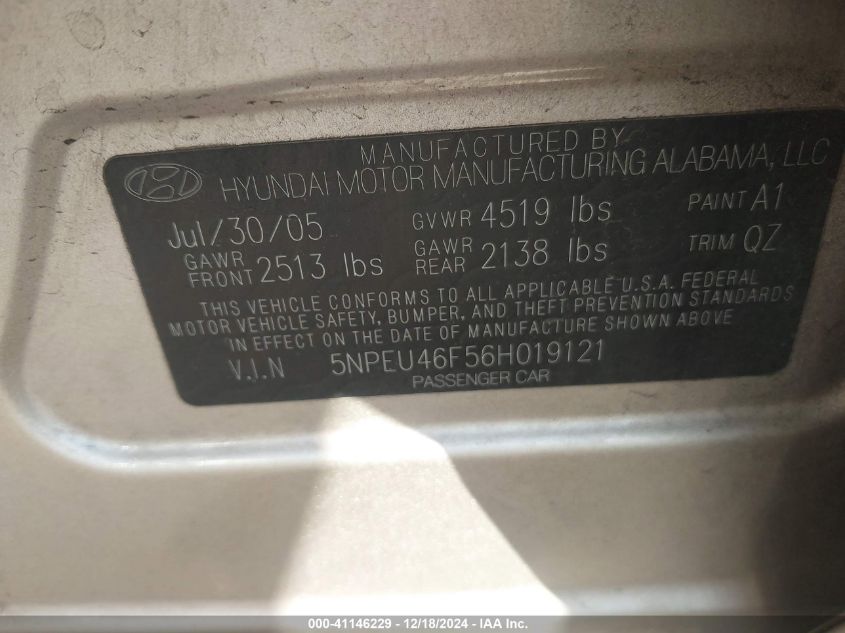 MANUFACTURED BY
HYUNDAI MOTOR MANUFACTURING ALABAMA, LLC
Jul/30/05 GVWR 4519 lbs PAINT A1
GAWR FRONT 2513 lbs GAWR REAR 2138 lbs TRIM QZ
THIS VEHICLE CONFORMS TO ALL APPLICABLE U.S.A. FEDERAL
MOTOR VEHICLE SAFETY, BUMPER, AND THEFT PREVENTION STANDARDS
IN EFFECT ON THE DATE OF MANUFACTURE SHOWN ABOVE
V.I.N 5NPEU46F56H019121
PASSENGER CAR
000-41146229 - 12/18/2024 - IAA Inc.